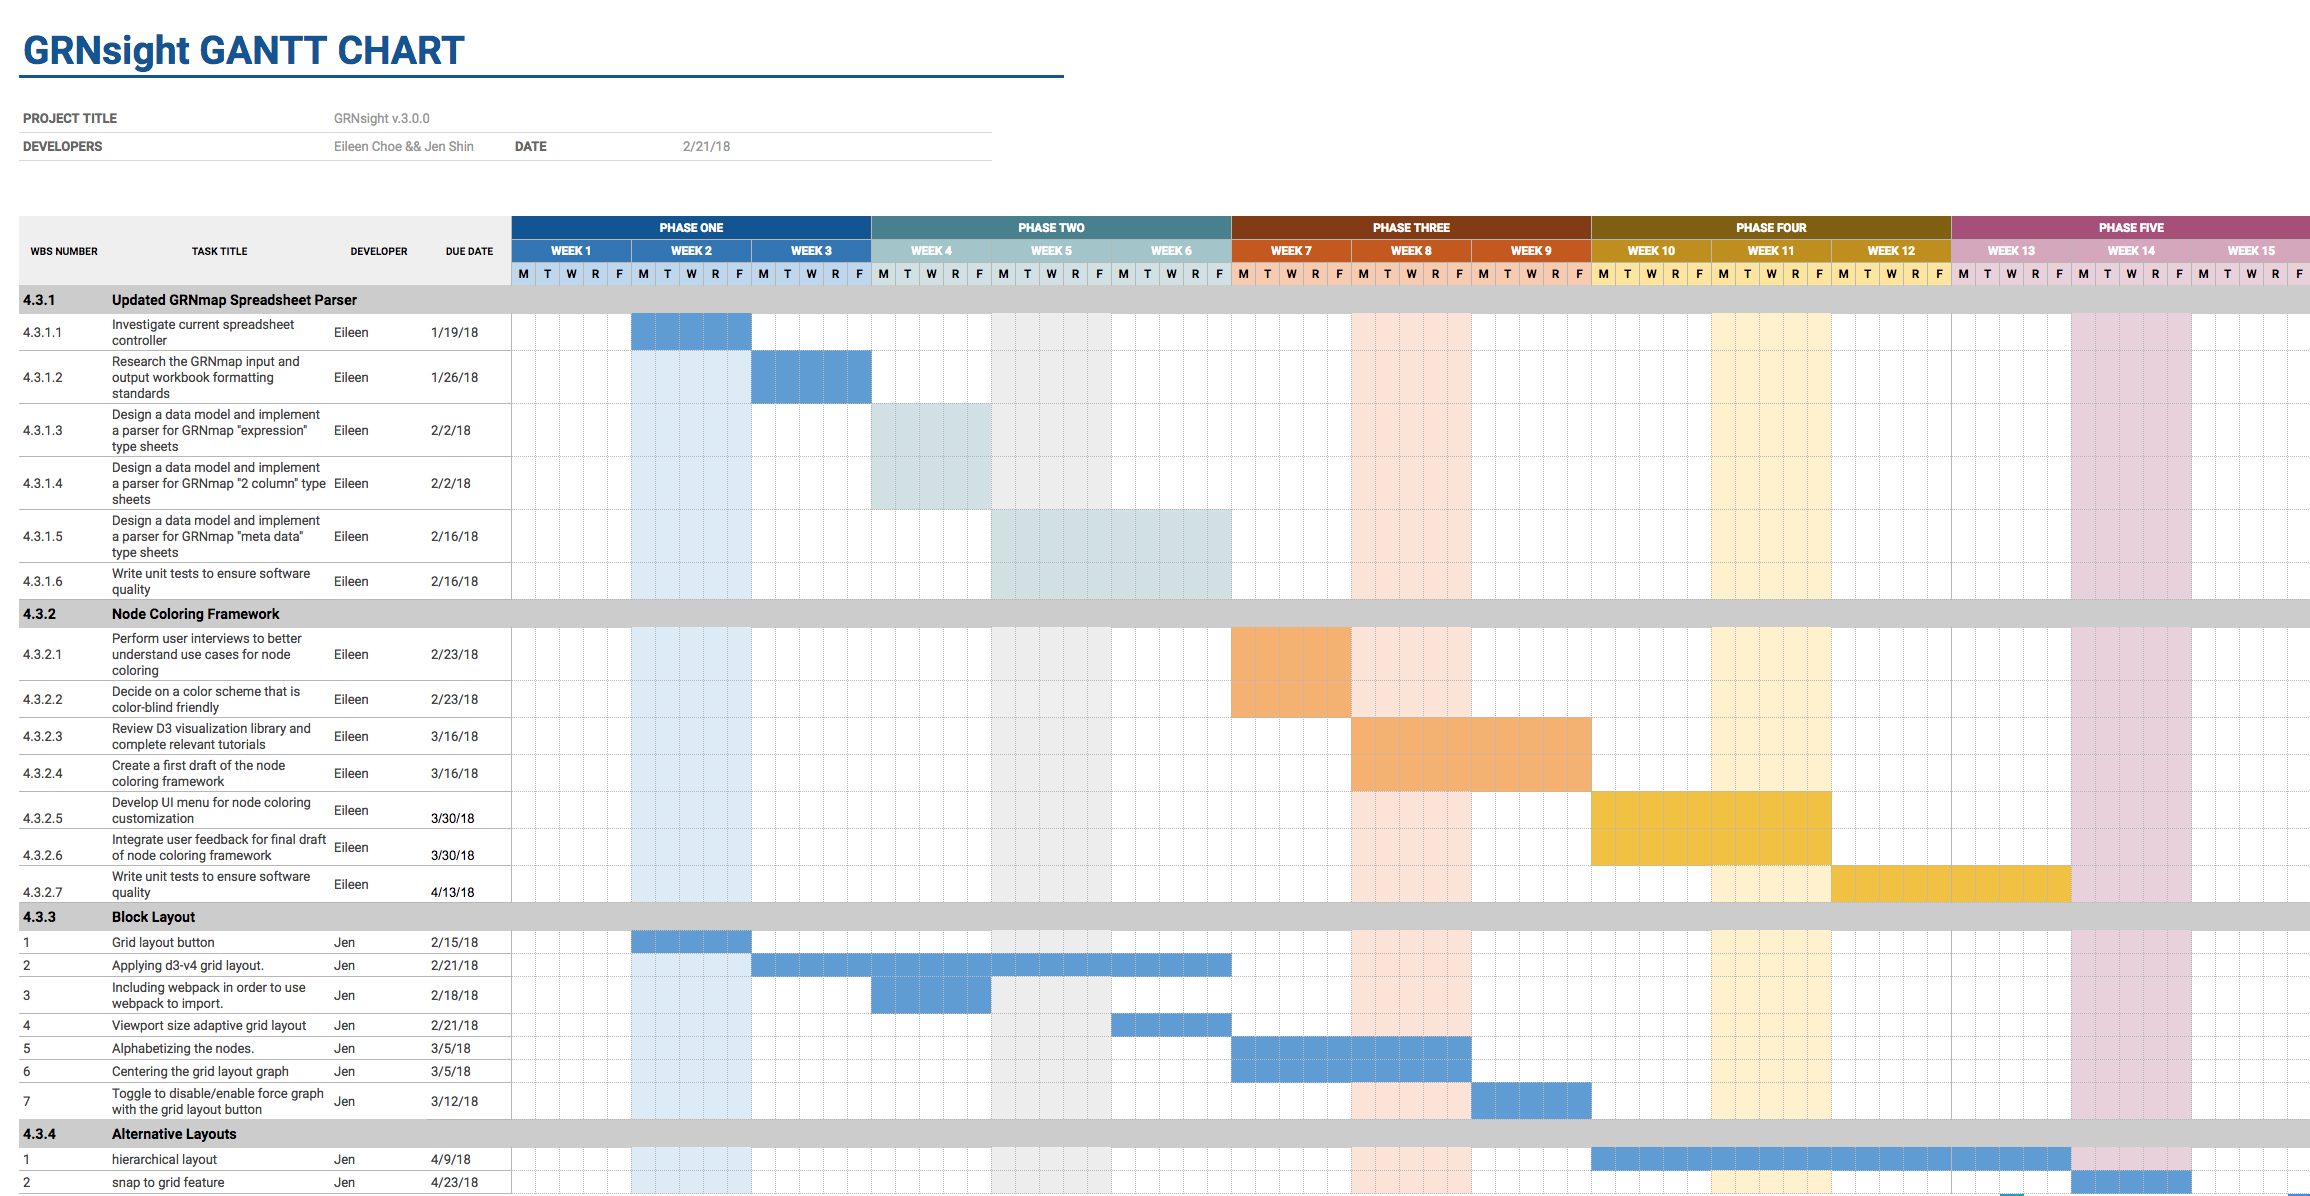 GRNsight GANTT CHART
PROJECT TITLE GRNsight v.3.0.0
DEVELOPERS Eileen Choe && Jen Shin DATE 2/21/18
PHASE ONE PHASE TWO PHASE THREE PHASE FOUR PHASE FIVE
WBS NUMBER TASK TITLE DEVELOPER DUE DATE WEEK 1 WEEK 2 WEEK 3 WEEK 4 WEEK 5 WEEK 6 WEEK 7 WEEK 8 WEEK 9 WEEK 10 WEEK 11 WEEK 12 WEEK 13 WEEK 14 WEEK 15
M T W R F M T W R F M T W R F M T W R F M T W R F M T W R F M T W R F M T W R F M T W R F M T W R F M T W R F M T W R F M T W R F M T W R F M T W R F
4.3.1 Updated GRNmap Spreadsheet Parser
4.3.1.1 Investigate current spreadsheet
controller Eileen 1/19/18
4.3.1.2 Research the GRNmap input and
output workbook formatting
standards Eileen 1/26/18
4.3.1.3 Design a data model and implement
a parser for GRNmap "expression"
type sheets Eileen 2/2/18
4.3.1.4 Design a data model and implement
a parser for GRNmap "2 column" type
sheets Eileen 2/2/18
4.3.1.5 Design a data model and implement
a parser for GRNmap "meta data"
type sheets Eileen 2/16/18
4.3.1.6 Write unit tests to ensure software
quality Eileen 2/16/18
4.3.2 Node Coloring Framework
4.3.2.1 Perform user interviews to better
understand use cases for node
coloring Eileen 2/23/18
4.3.2.2 Decide on a color scheme that is
color-blind friendly Eileen 2/23/18
4.3.2.3 Review D3 visualization library and
complete relevant tutorials Eileen 3/16/18
4.3.2.4 Create a first draft of the node
coloring framework Eileen 3/16/18
4.3.2.5 Develop UI menu for node coloring
customization Eileen 3/30/18
4.3.2.6 Integrate user feedback for final draft
of node coloring framework Eileen 3/30/18
4.3.2.7 Write unit tests to ensure software
quality Eileen 4/13/18
4.3.3 Block Layout
1 Grid layout button Jen 2/15/18
2 Applying d3-v4 grid layout. Jen 2/21/18
3 Including webpack in order to use
webpack to import. Jen 2/18/18
4 Viewport size adaptive grid layout Jen 2/21/18
5 Alphabetizing the nodes. Jen 3/5/18
6 Centering the grid layout graph Jen 3/5/18
7 Toggle to disable/enable force graph
with the grid layout button Jen 3/12/18
4.3.4 Alternative Layouts
1 hierarchical layout Jen 4/9/18
2 snap to grid feature Jen 4/23/18